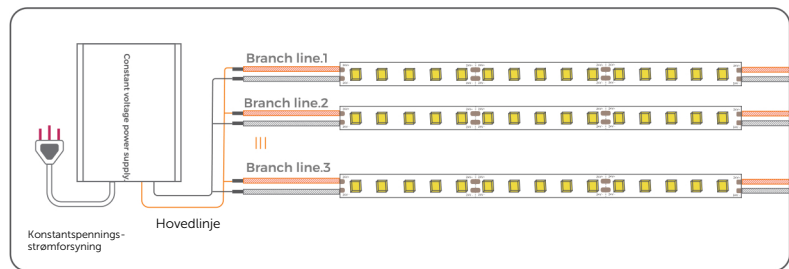 Constant voltage power supply
Branch line.1
Branch line.2
Branch line.3
Hovedlinje
Konstantspennings-
strømforsyning